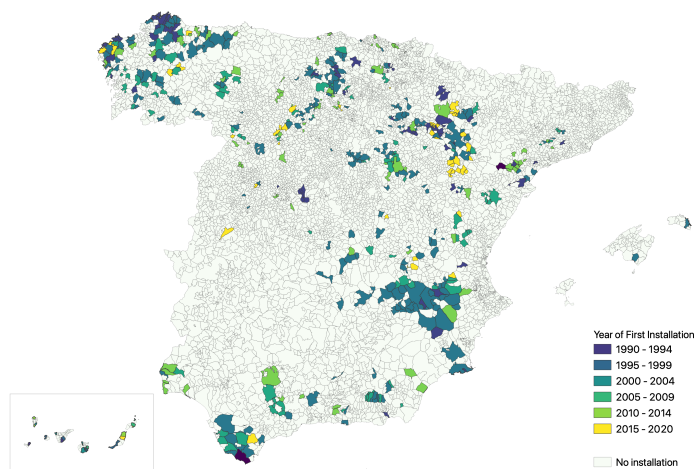 Year of First Installation
1990 - 1994
1995 - 1999
2000 - 2004
2005 - 2009
2010 - 2014
2015 - 2020
No installation